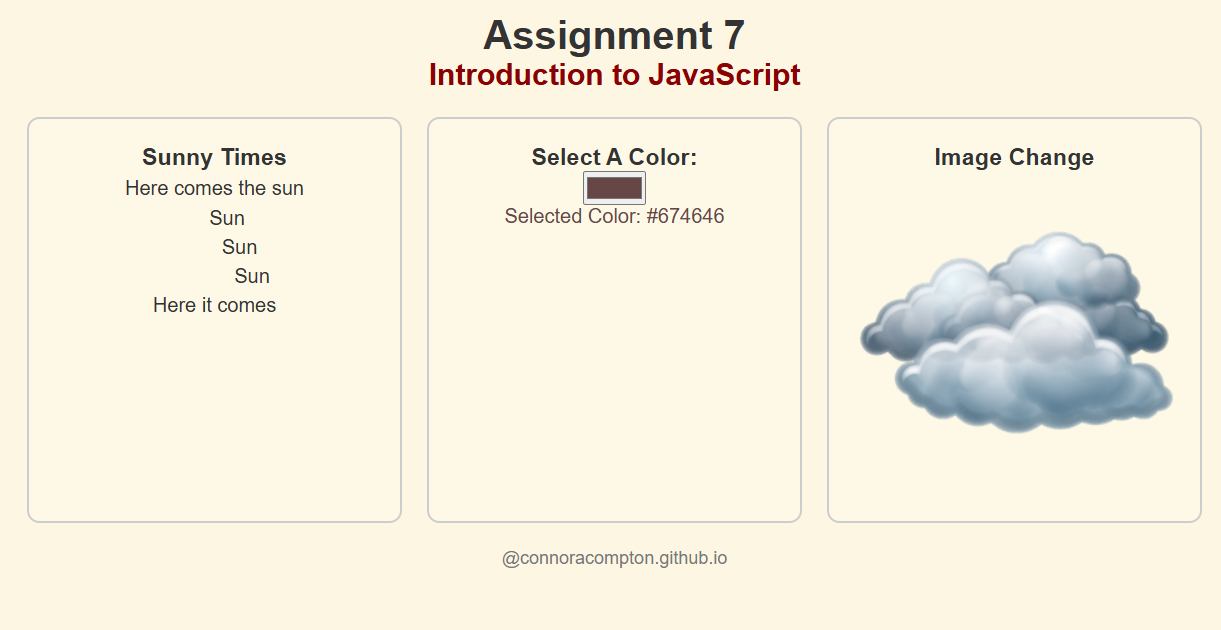 Assignment 7
Introduction to JavaScript
Sunny Times
Here comes the sun
Sun
Sun
Sun
Here it comes
Select A Color:
Selected Color: #674646
Image Change
@connoracompton.github.io